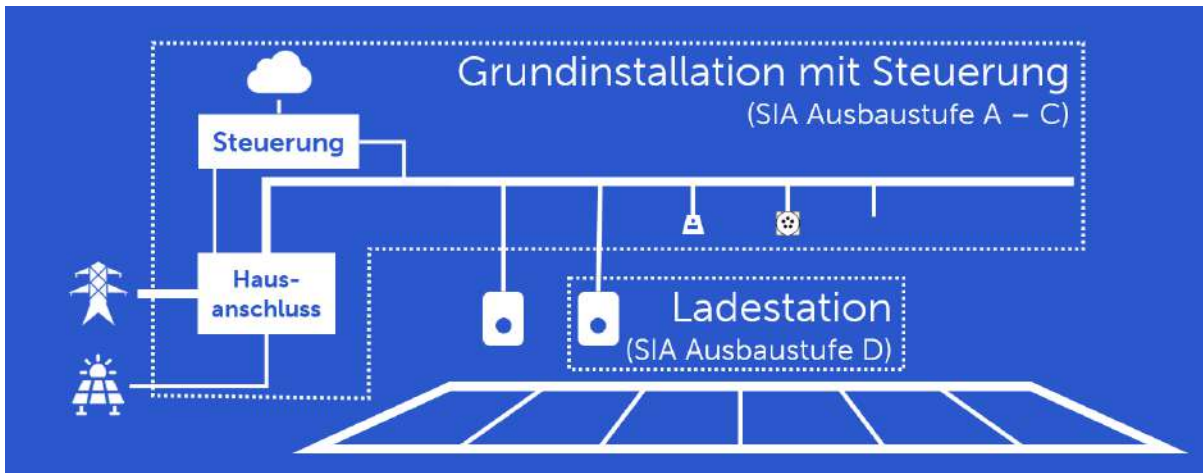 Grundinstallation mit Steuerung
(SIA Ausbaustufe A – C)
Steuerung
Haus-
anschluss
Ladestation
(SIA Ausbaustufe D)